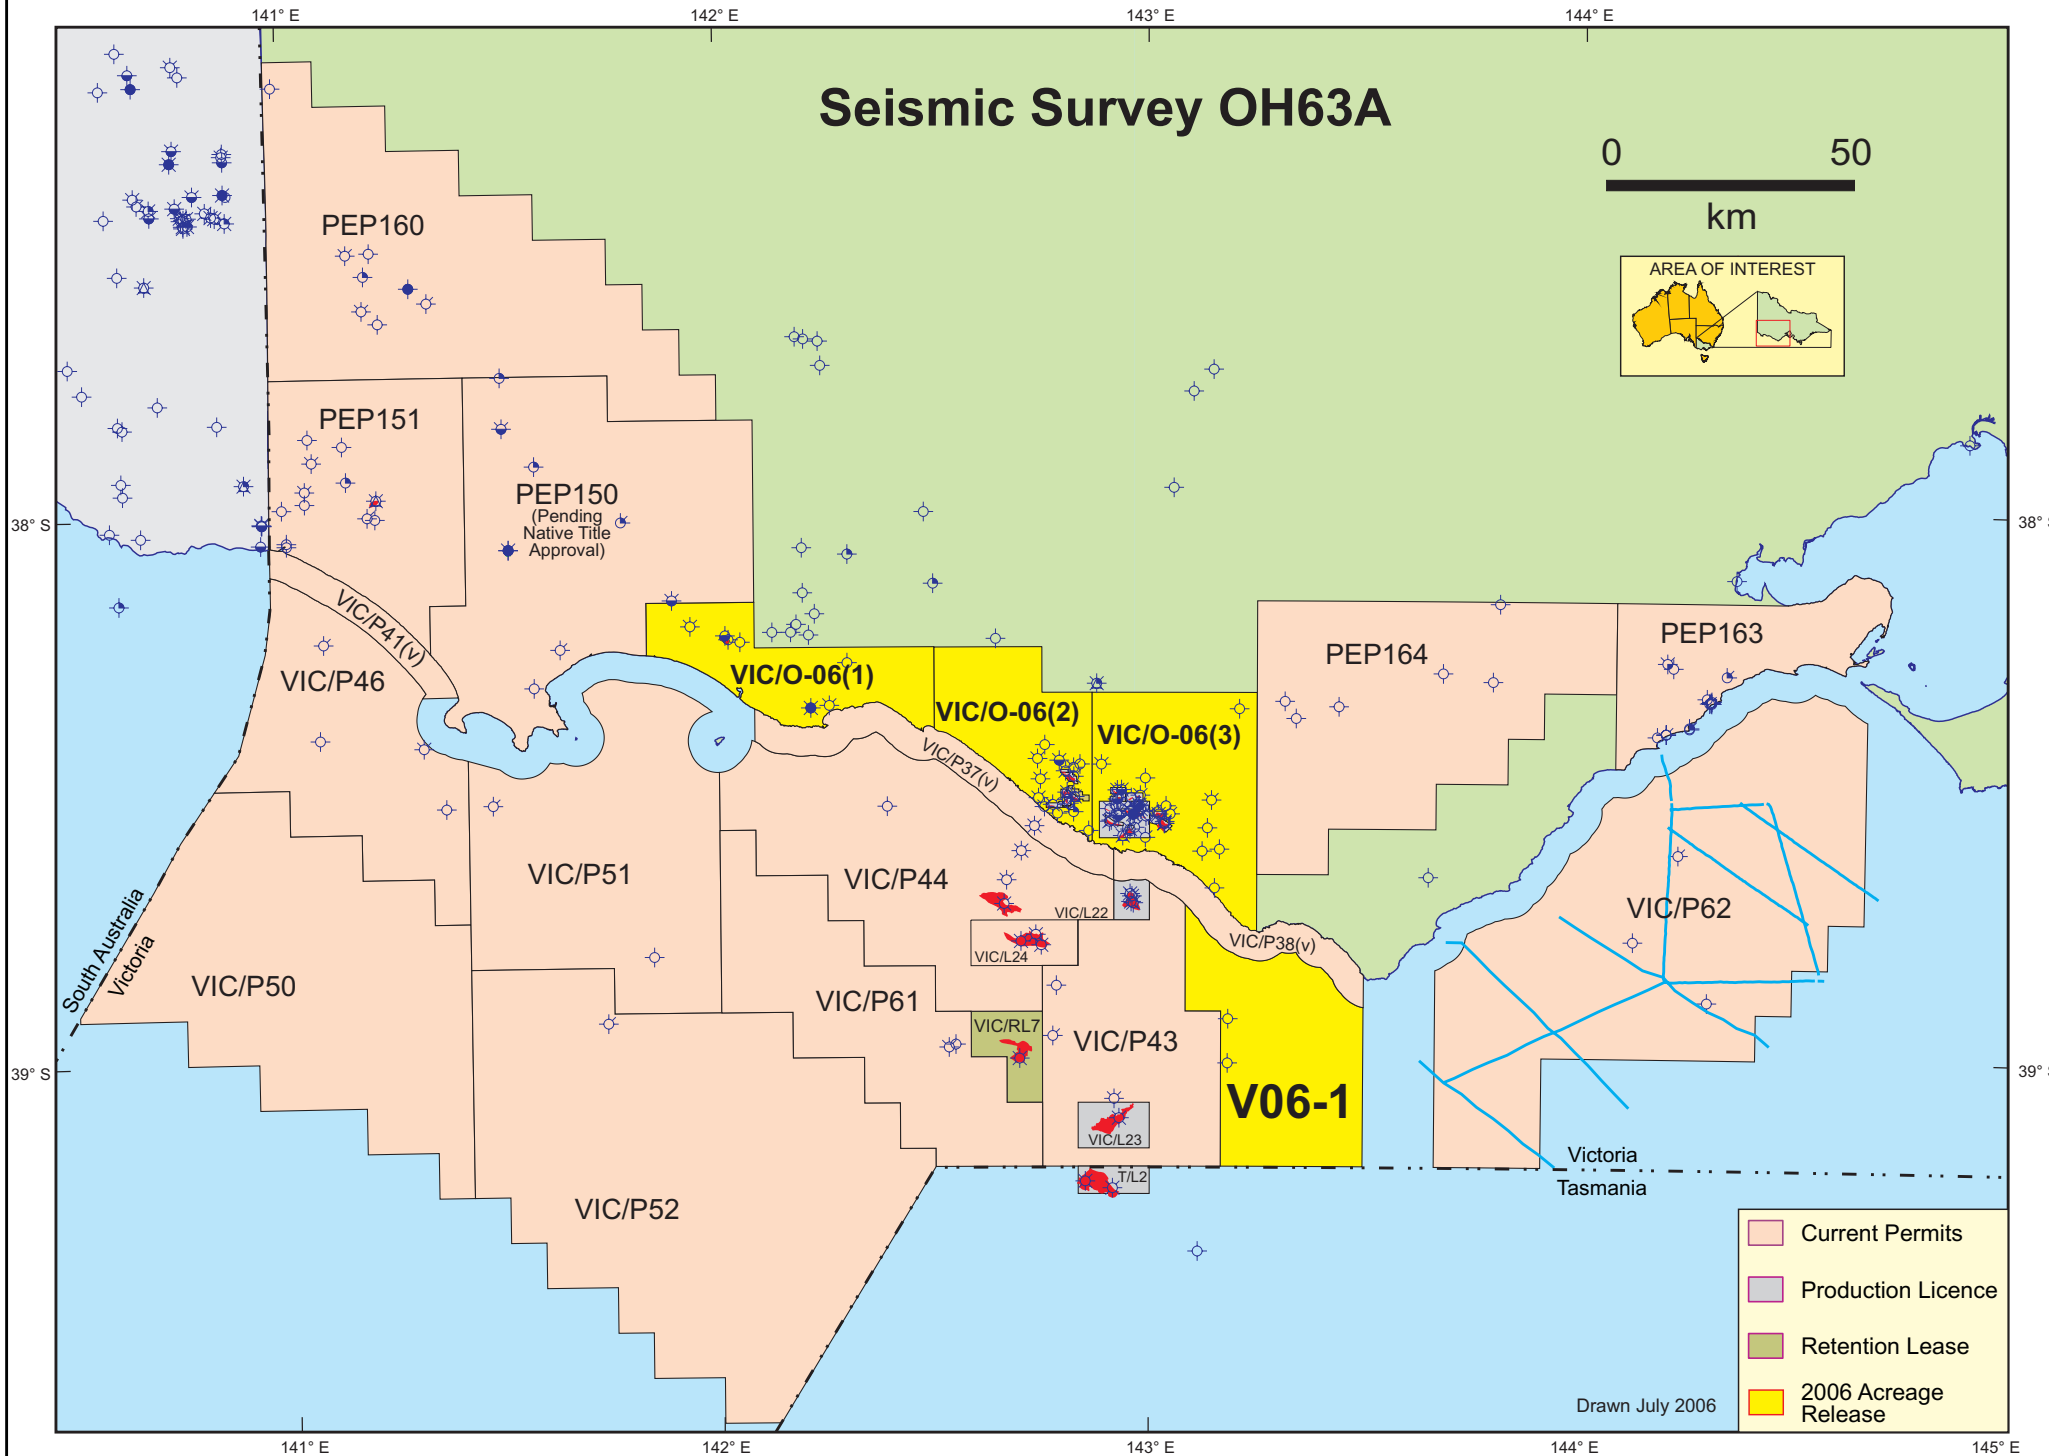 141° E
142° E
143° E
144° E
Seismic Survey OH63A
0
50
km
AREA OF INTEREST
PEP160
PEP151
PEP150
(Pending
Native Title
Approval)
38° S
38° S
VIC/P41(v)
VIC/P46
VIC/O-06(1)
VIC/O-06(2)
VIC/O-06(3)
PEP164
PEP163
VIC/P37(v)
VIC/P51
VIC/P44
VIC/L22
VIC/P62
South Australia
Victoria
VIC/P50
VIC/L24
VIC/P38(v)
VIC/P61
VIC/RL7
VIC/P43
39° S
39° S
V06-1
VIC/L23
T/L2
Victoria
Tasmania
VIC/P52
Current Permits
Production Licence
Retention Lease
2006 Acreage
Release
Drawn July 2006
141° E
142° E
143° E
144° E
145° E